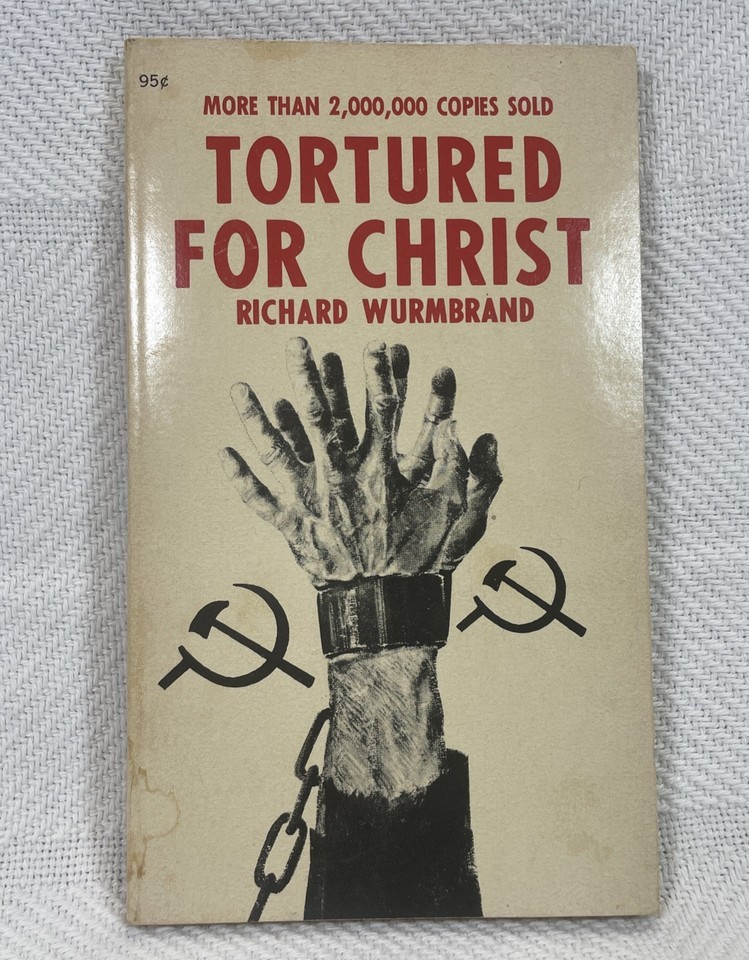 95¢
MORE THAN 2,000,000 COPIES SOLD
TORTURED
FOR CHRIST
RICHARD WURMBRAND